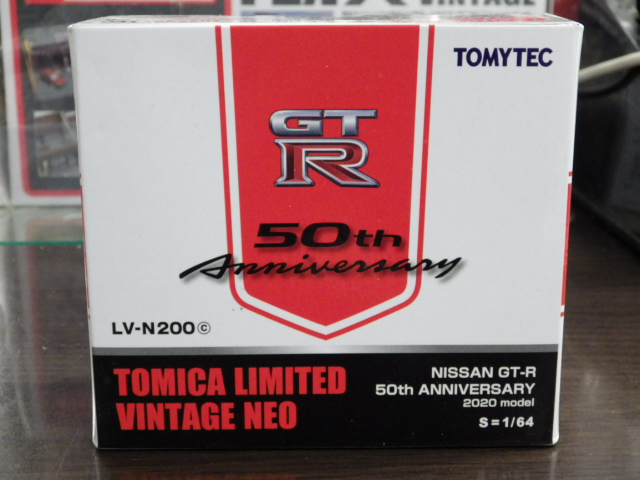 VINTAGE
TOMYTEC
GT
R
50th
Anniversary
LV-N200 ⓒ
TOMICA LIMITED
VINTAGE NEO
NISSAN GT-R
50th ANNIVERSARY
2020 model
S=1/64